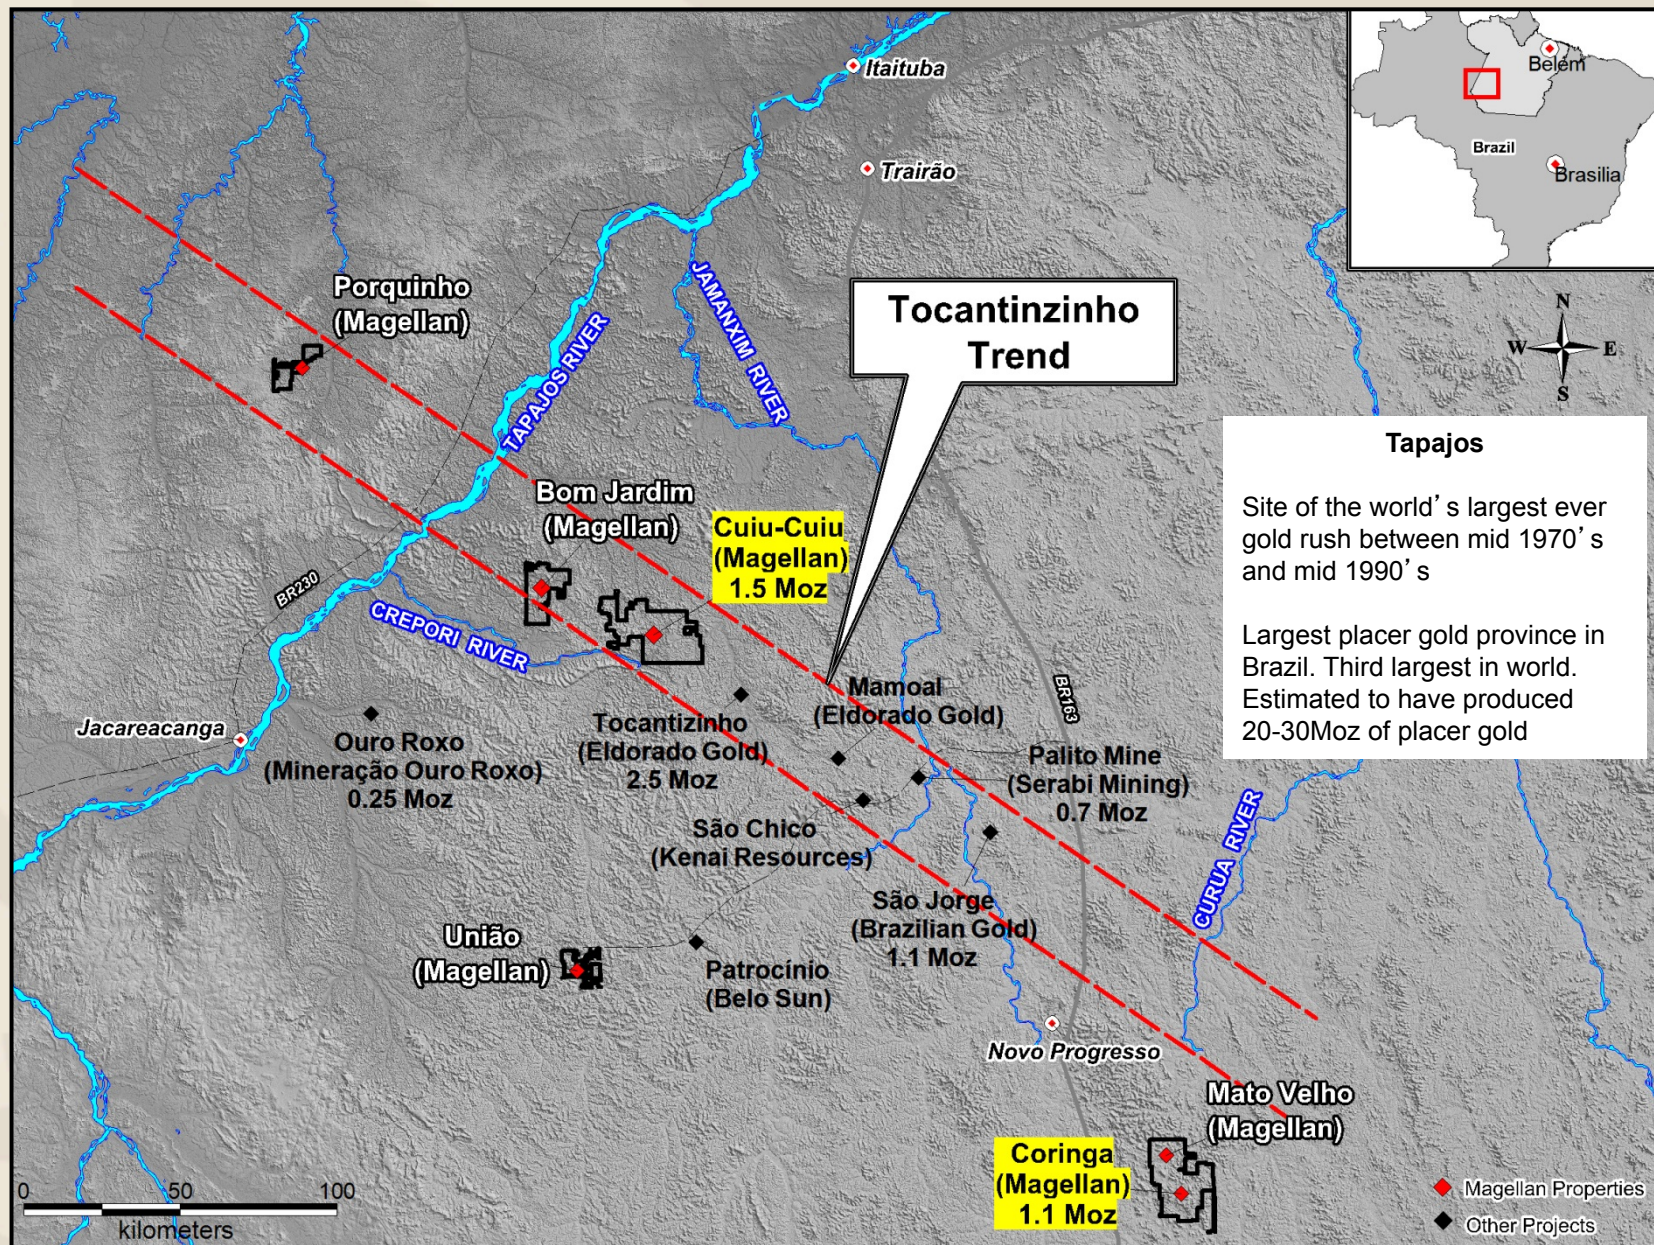 Itaituba
Trairão
Belém
Brazil
Brasilia
Porquinho
(Magellan)
TAPAJOS RIVER
JAMANXIM RIVER
Tocantinzinho
Trend
N
W
E
S
Tapajos
Site of the world's largest ever
gold rush between mid 1970's
and mid 1990's
Largest placer gold province in
Brazil. Third largest in world.
Estimated to have produced
20-30Moz of placer gold
Bom Jardim
(Magellan)
Cuiu-Cuiu
(Magellan)
1.5 Moz
BR230
CREPORI RIVER
BR163
Mamoal
(Eldorado Gold)
Jacareacanga
Ouro Roxo
(Mineração Ouro Roxo)
0.25 Moz
Tocantizinho
(Eldorado Gold)
2.5 Moz
Palito Mine
(Serabi Mining)
0.7 Moz
São Chico
(Kenai Resources)
CURUA RIVER
São Jorge
(Brazilian Gold)
1.1 Moz
União
(Magellan)
Patrocínio
(Belo Sun)
Novo Progresso
Mato Velho
(Magellan)
Coringa
(Magellan)
1.1 Moz
0
50
100
kilometers
Magellan Properties
Other Projects